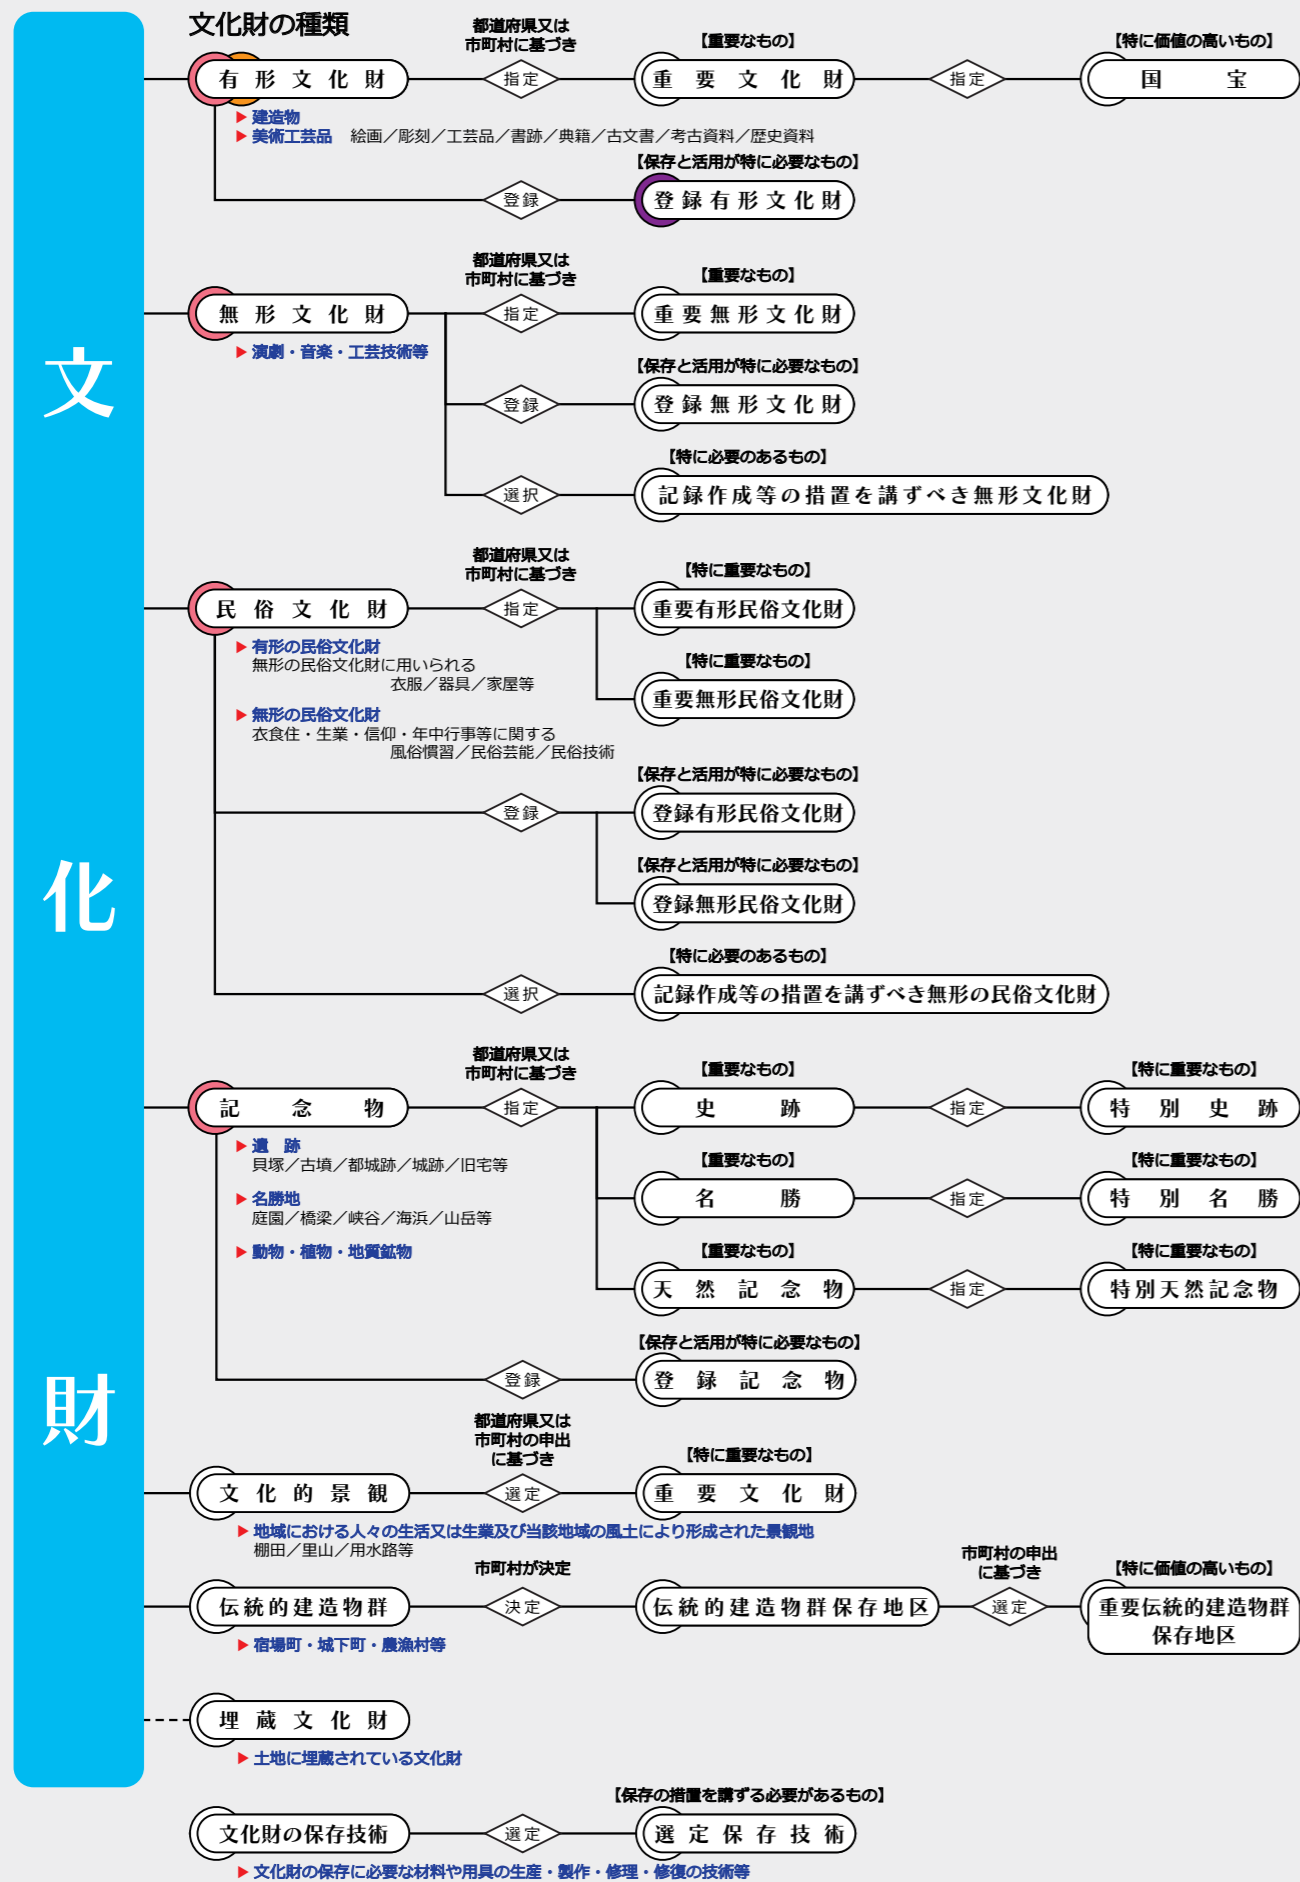 文化財
文化財の種類
都道府県又は
市町村に基づき
【重要なもの】
【特に価値の高いもの】
有形文化財
指定
重要文化財
指定
国宝
▶ 建造物
▶ 美術工芸品 絵画／彫刻／工芸品／書跡／典籍／古文書／考古資料／歴史資料
【保存と活用が特に必要なもの】
登録
登録有形文化財
都道府県又は
市町村に基づき
【重要なもの】
無形文化財
指定
重要無形文化財
▶ 演劇・音楽・工芸技術等
【保存と活用が特に必要なもの】
登録
登録無形文化財
【特に必要のあるもの】
選択
記録作成等の措置を講ずべき無形文化財
都道府県又は
市町村に基づき
【特に重要なもの】
民俗文化財
指定
重要有形民俗文化財
▶ 有形の民俗文化財
無形の民俗文化財に用いられる
衣服／器具／家屋等
【特に重要なもの】
重要無形民俗文化財
▶ 無形の民俗文化財
衣食住・生業・信仰・年中行事等に関する
風俗慣習／民俗芸能／民俗技術
【保存と活用が特に必要なもの】
登録
登録有形民俗文化財
【保存と活用が特に必要なもの】
登録無形民俗文化財
【特に必要のあるもの】
選択
記録作成等の措置を講ずべき無形の民俗文化財
都道府県又は
市町村に基づき
【重要なもの】
【特に重要なもの】
記念物
指定
史跡
指定
特別史跡
▶ 遺跡
貝塚／古墳／都城跡／城跡／旧宅等
【重要なもの】
【特に重要なもの】
名勝
指定
特別名勝
▶ 名勝地
庭園／橋梁／峡谷／海浜／山岳等
▶ 動物・植物・地質鉱物
【重要なもの】
【特に重要なもの】
天然記念物
指定
特別天然記念物
【保存と活用が特に必要なもの】
登録
登録記念物
都道府県又は
市町村の申出
に基づき
【特に重要なもの】
文化的景観
選定
重要文化財
▶ 地域における人々の生活又は生業及び当該地域の風土により形成された景観地
棚田／里山／用水路等
市町村が決定
市町村の申出
に基づき
【特に価値の高いもの】
伝統的建造物群
決定
伝統的建造物群保存地区
選定
重要伝統的建造物群
保存地区
▶ 宿場町・城下町・農漁村等
埋蔵文化財
▶ 土地に埋蔵されている文化財
【保存の措置を講ずる必要があるもの】
文化財の保存技術
選定
選定保存技術
▶ 文化財の保存に必要な材料や用具の生産・製作・修理・修復の技術等